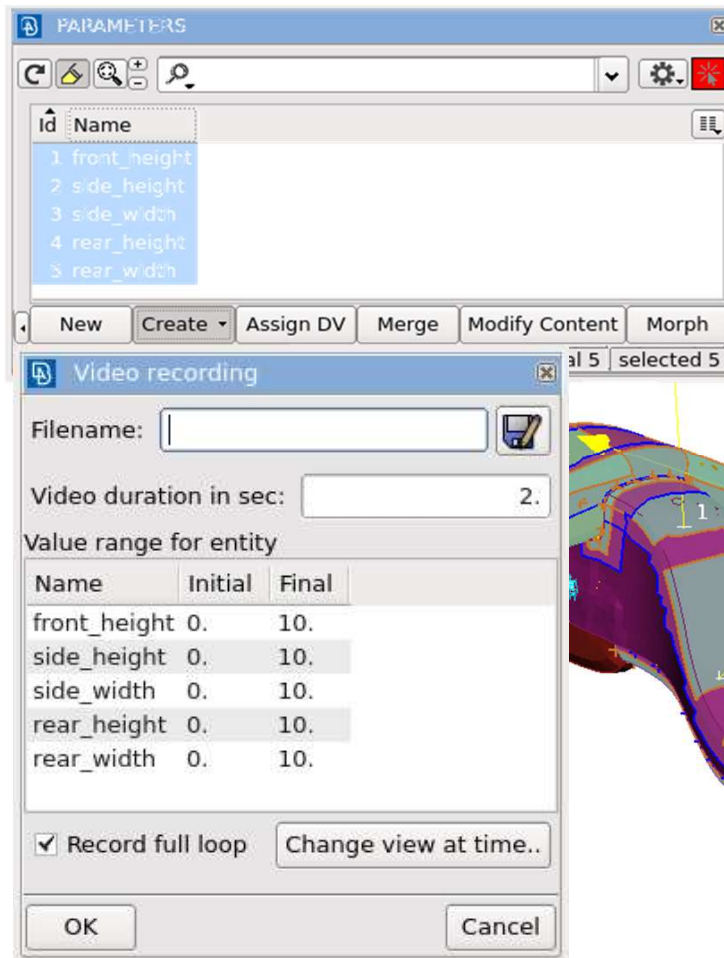 PARAMETERS
Id Name
1 front_height
2 side_height
3 side_width
4 rear_height
5 rear_width
New Create Assign DV Merge Modify Content Morph
al 5 selected 5
Video recording
Filename:
Video duration in sec: 2.
Value range for entity
Name Initial Final
front_height 0. 10.
side_height 0. 10.
side_width 0. 10.
rear_height 0. 10.
rear_width 0. 10.
Record full loop Change view at time..
OK Cancel
1